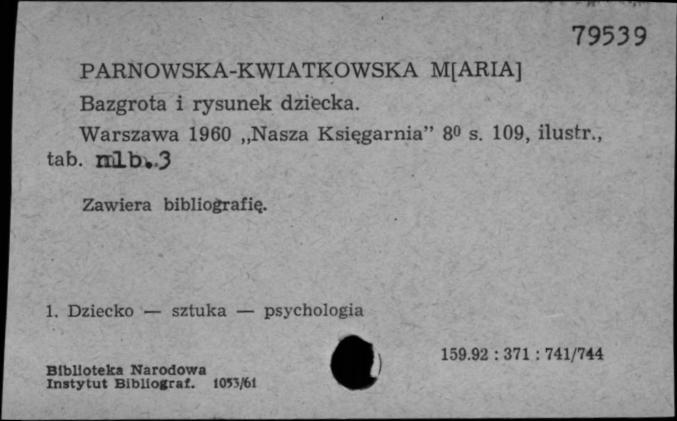 79539
PARNOWSKA-KWIATKOWSKA M[ARIA]
Bazgrota i rysunek dziecka.
Warszawa 1960 „Nasza Księgarnia” 8⁰ s. 109, ilustr.,
tab. nlb. 3
Zawiera bibliografię.
1. Dziecko — sztuka — psychologia
159.92 : 371 : 741/744
Biblioteka Narodowa
Instytut Bibliograf. 1053/61